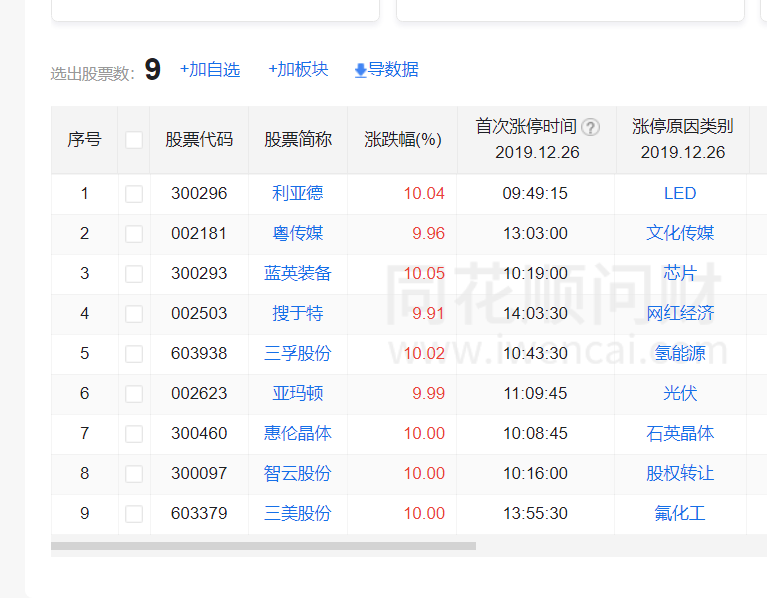 选出股票数: 9 +加自选 +加板块 导数据
序号 股票代码 股票简称 涨跌幅(%) 首次涨停时间 ? 涨停原因类别
2019.12.26 2019.12.26
1 300296 利亚德 10.04 09:49:15 LED
2 002181 粤传媒 9.96 13:03:00 文化传媒
3 300293 蓝英装备 10.05 10:19:00 芯片
4 002503 搜于特 9.91 14:03:30 网红经济
5 603938 三孚股份 10.02 10:43:30 氢能源
6 002623 亚玛顿 9.99 11:09:45 光伏
7 300460 惠伦晶体 10.00 10:08:45 石英晶体
8 300097 智云股份 10.00 10:16:00 股权转让
9 603379 三美股份 10.00 13:55:30 氟化工
同花顺问财
www.iwencai.com